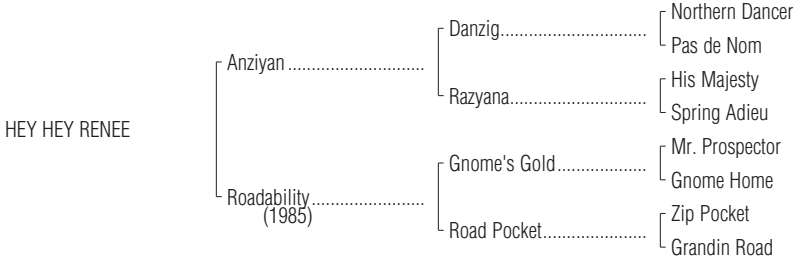 Northern Dancer
Danzig..............................
Pas de Nom
Anziyan ............................
His Majesty
Razyana............................
Spring Adieu
HEY HEY RENEE
Mr. Prospector
Gnome's Gold..................
Gnome Home
Roadability.......................
(1985)
Zip Pocket
Road Pocket.....................
Grandin Road